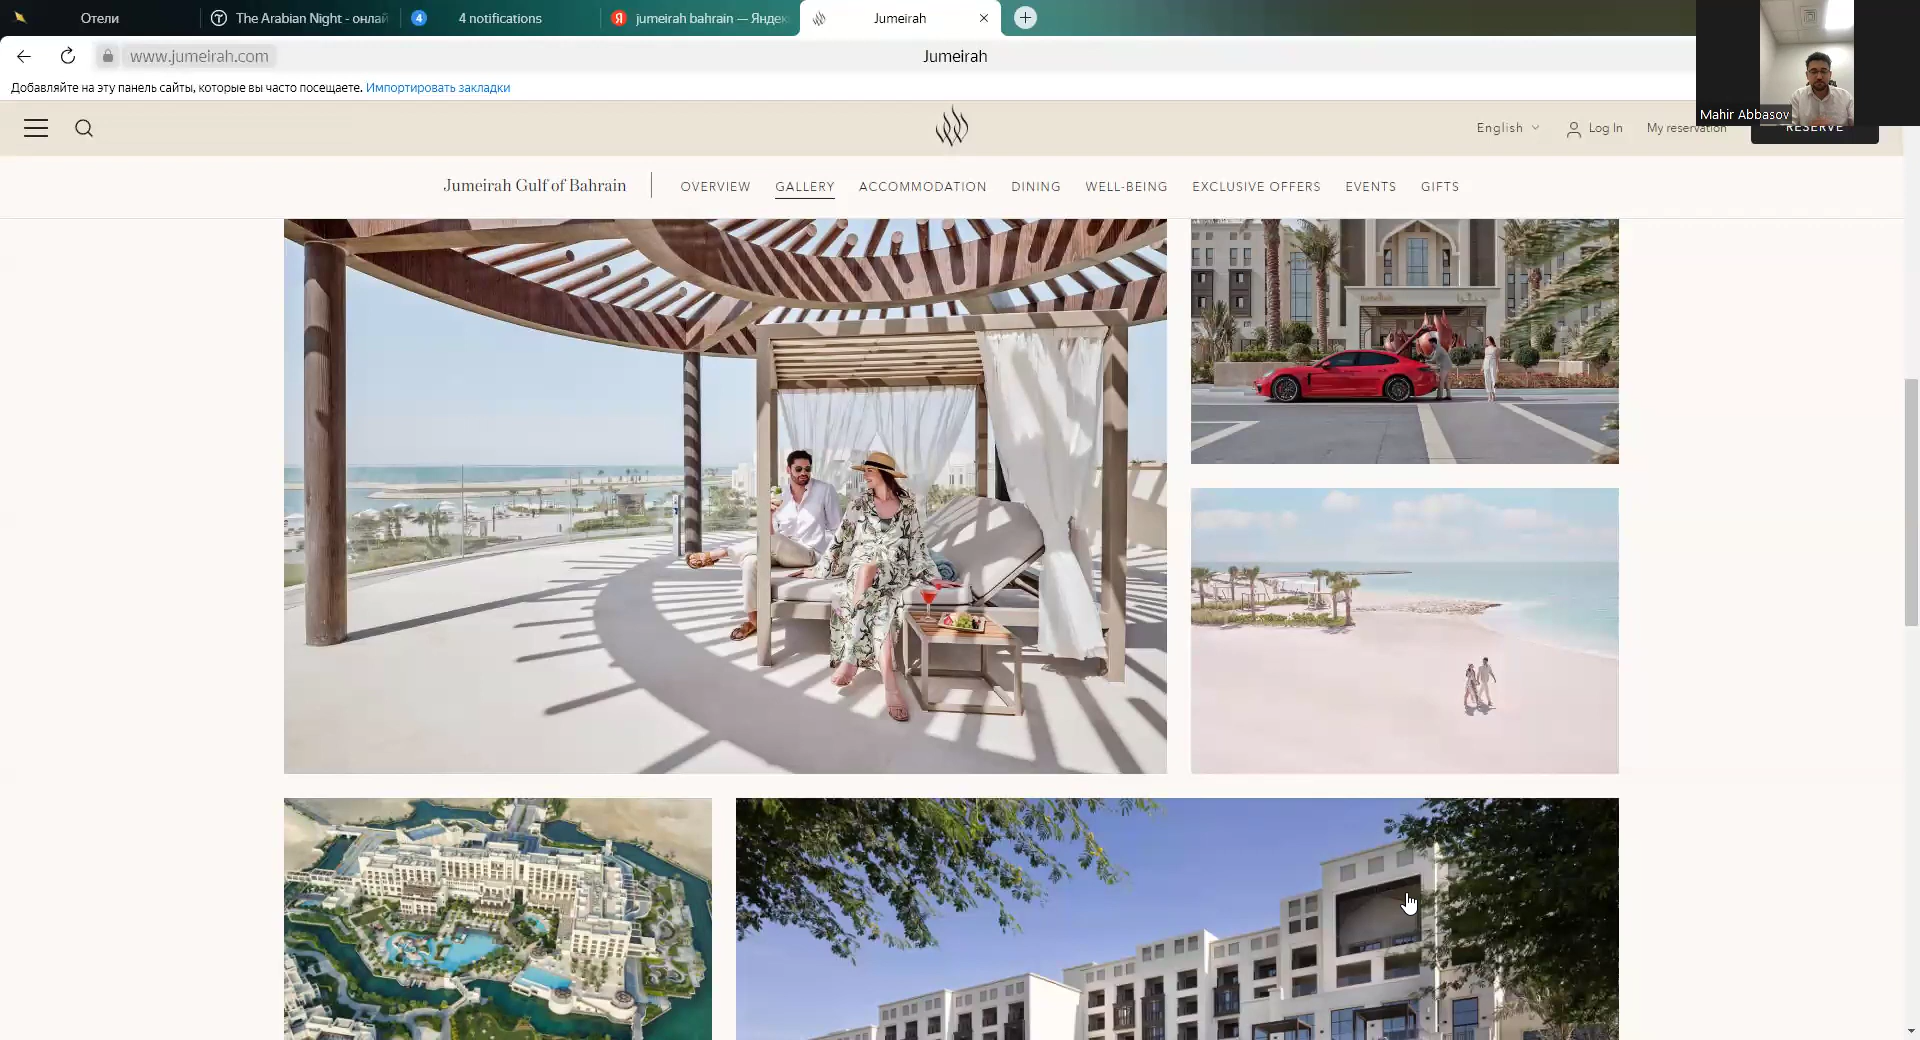 Отели
The Arabian Night - онлай
4
4 notifications
Я
jumeirah bahrain — Яндек
Jumeirah
www.jumeirah.com
Jumeirah
Добавляйте на эту панель сайты, которые вы часто посещаете. Импортировать закладки
Mahir Abbasov
English
Log In
My reservation
RESERVE
Jumeirah Gulf of Bahrain
OVERVIEW
GALLERY
ACCOMMODATION
DINING
WELL-BEING
EXCLUSIVE OFFERS
EVENTS
GIFTS